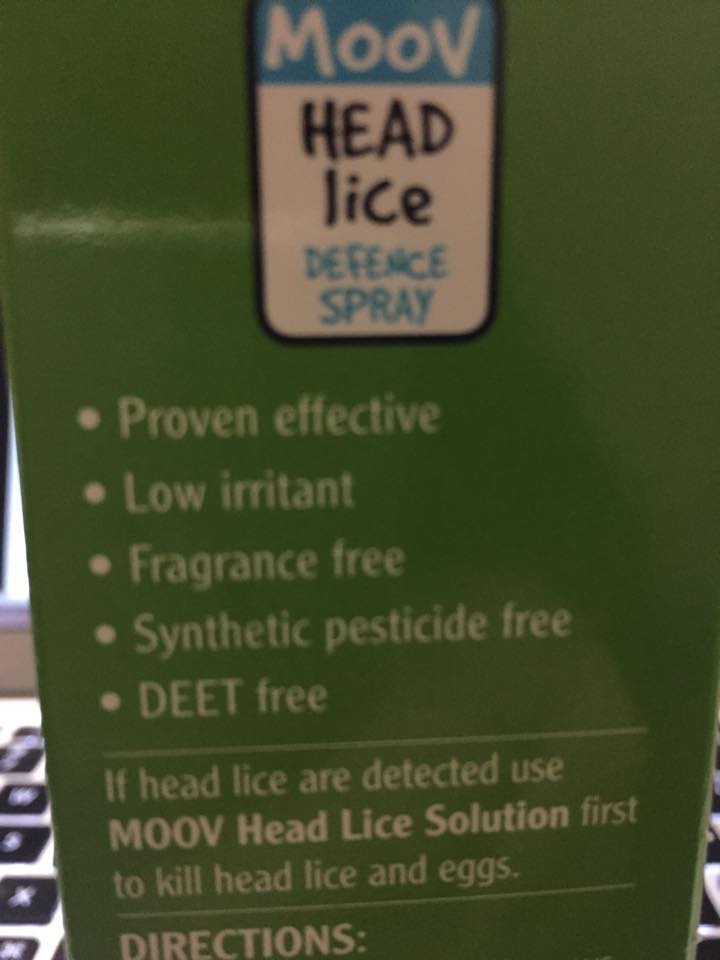 MOOV
HEAD
lice
DEFENCE
SPRAY
• Proven effective
• Low irritant
• Fragrance free
• Synthetic pesticide free
• DEET free
If head lice are detected use
MOOV Head Lice Solution first
to kill head lice and eggs.
DIRECTIONS:
W
S
X